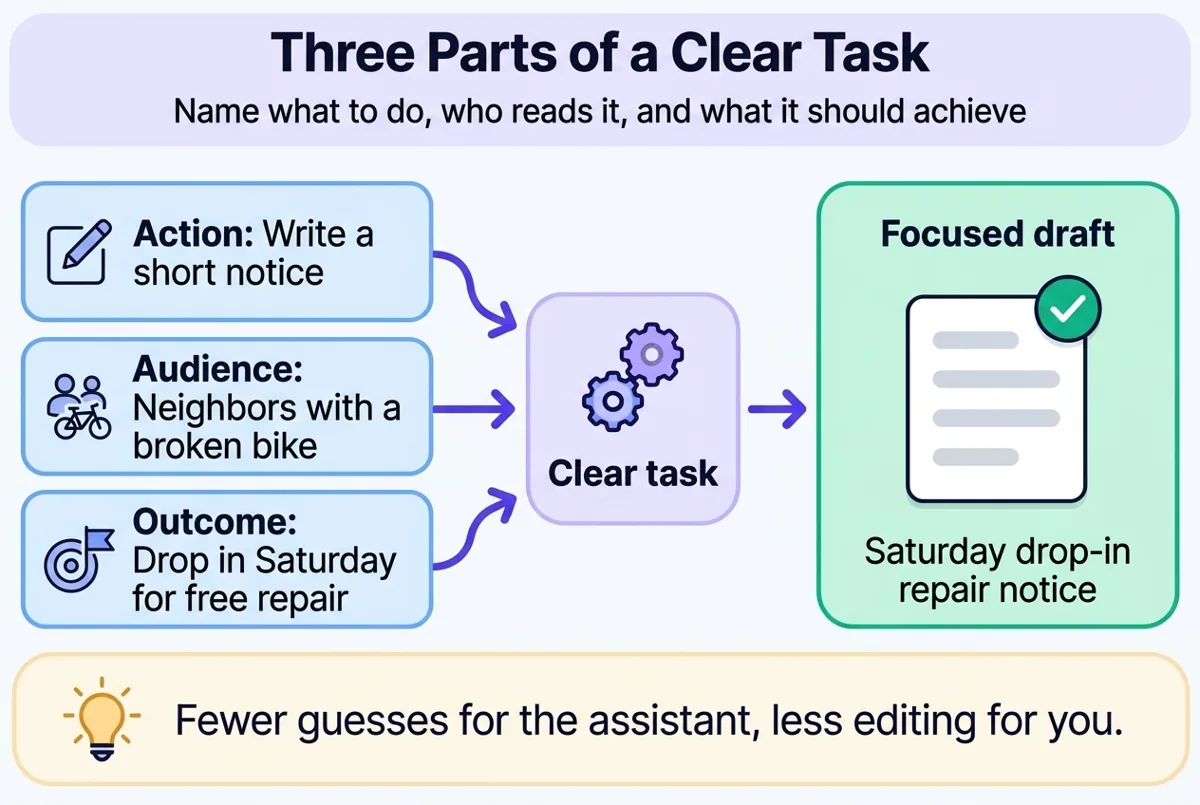 Three Parts of a Clear Task
Name what to do, who reads it, and what it should achieve
Action: Write a
short notice
Audience:
Neighbors with a
broken bike
Outcome:
Drop in Saturday
for free repair
Clear task
Focused draft
Saturday drop-in
repair notice
Fewer guesses for the assistant, less editing for you.